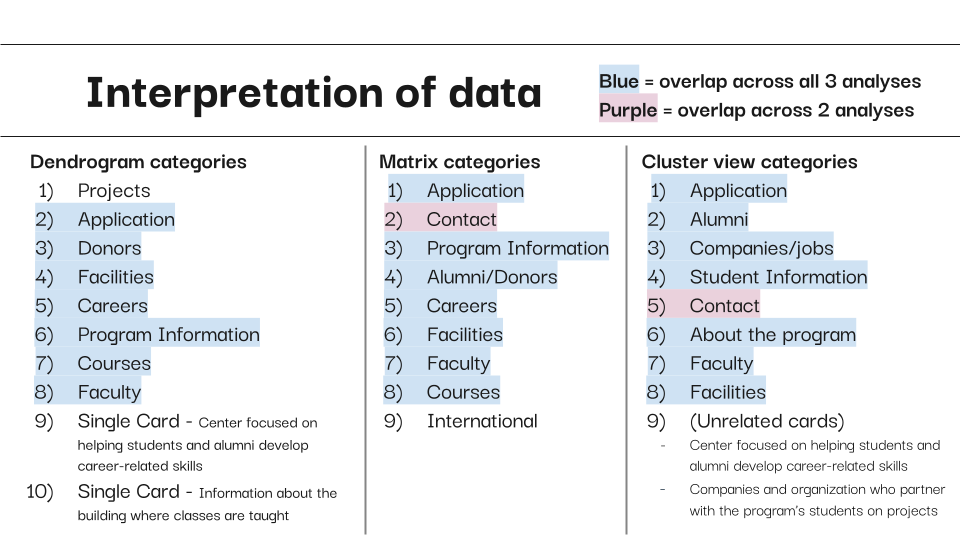 Interpretation of data
Blue = overlap across all 3 analyses
Purple = overlap across 2 analyses
Dendrogram categories
1) Projects
2) Application
3) Donors
4) Facilities
5) Careers
6) Program Information
7) Courses
8) Faculty
9) Single Card - Center focused on
helping students and alumni develop
career-related skills
10) Single Card - Information about the
building where classes are taught
Matrix categories
1) Application
2) Contact
3) Program Information
4) Alumni/Donors
5) Careers
6) Facilities
7) Faculty
8) Courses
9) International
Cluster view categories
1) Application
2) Alumni
3) Companies/jobs
4) Student Information
5) Contact
6) About the program
7) Faculty
8) Facilities
9) (Unrelated cards)
- Center focused on helping students and
alumni develop career-related skills
- Companies and organization who partner
with the program's students on projects